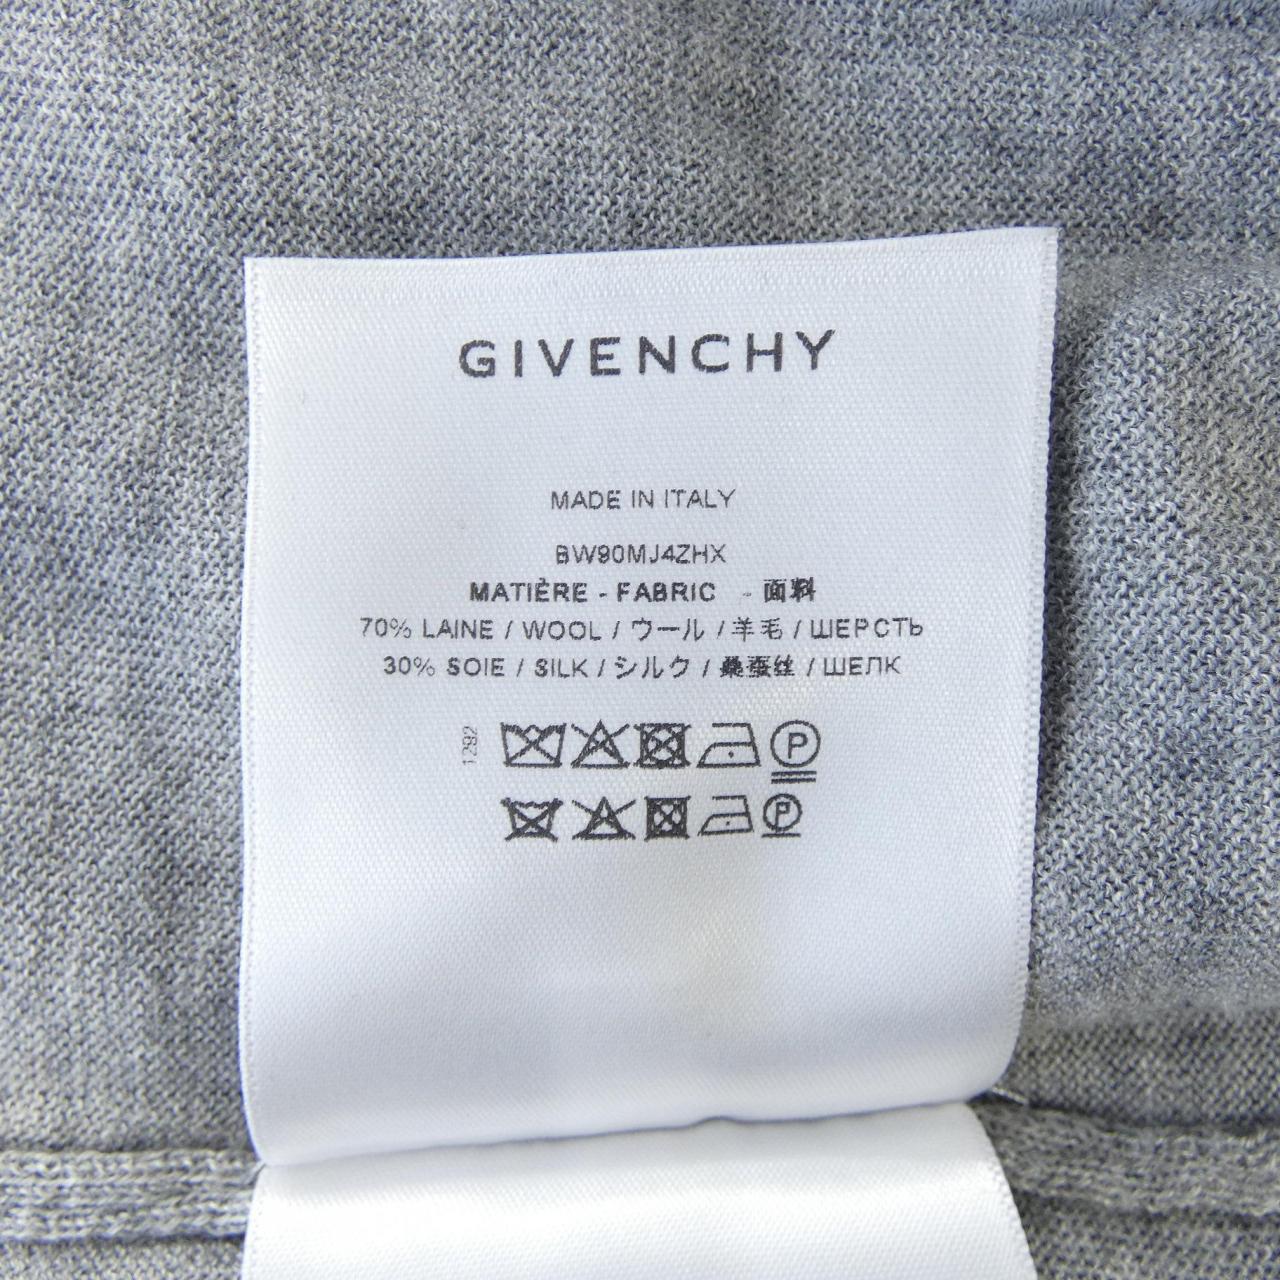 GIVENCHY
MADE IN ITALY
BW90MJ4ZHX
MATIÈRE - FABRIC - 面料
70% LAINE / WOOL / ウール / 羊毛 / ШЕРСТЬ
30% SOIE / SILK / シルク / 桑蚕丝 / ШЕЛК
1292
P
P